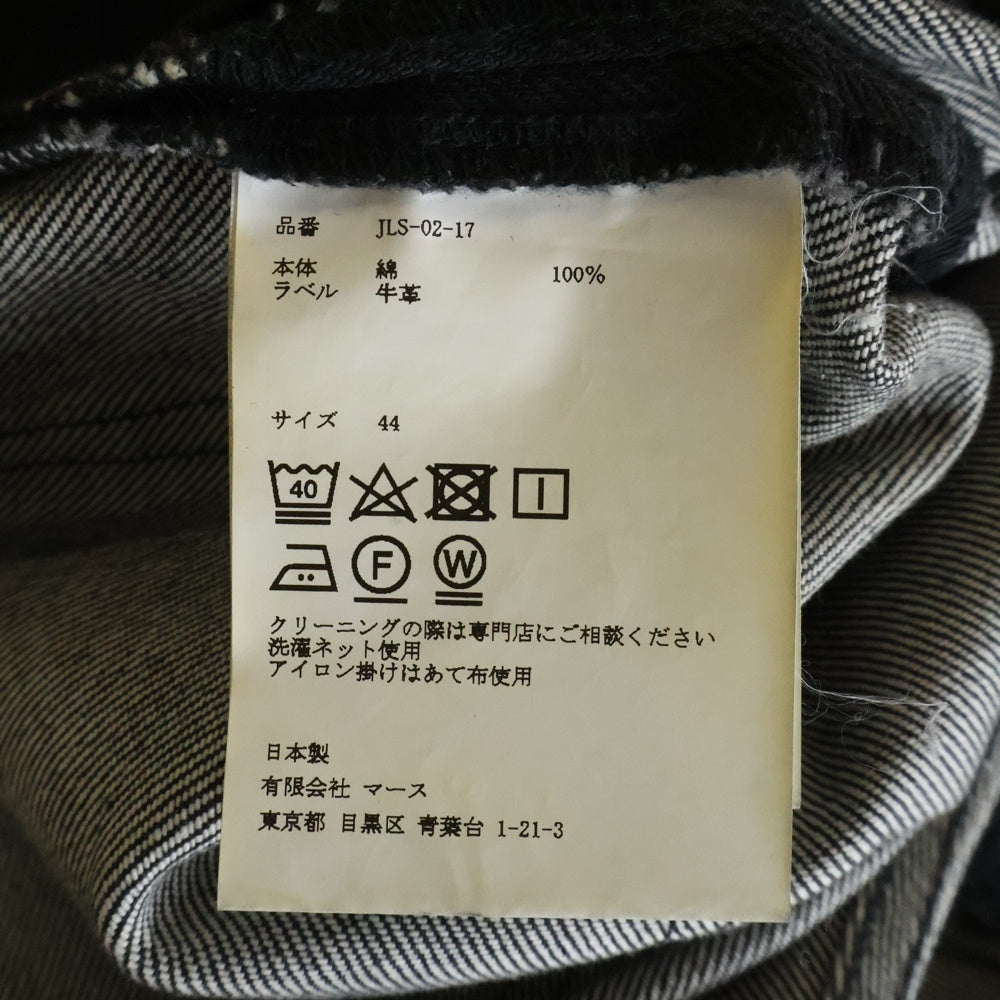 品番 JLS-02-17
本体 綿 100%
ラベル 牛革
サイズ 44
40
F W
クリーニングの際は専門店にご相談ください
洗濯ネット使用
アイロン掛けはあて布使用
日本製
有限会社 マース
東京都 目黒区 青葉台 1-21-3